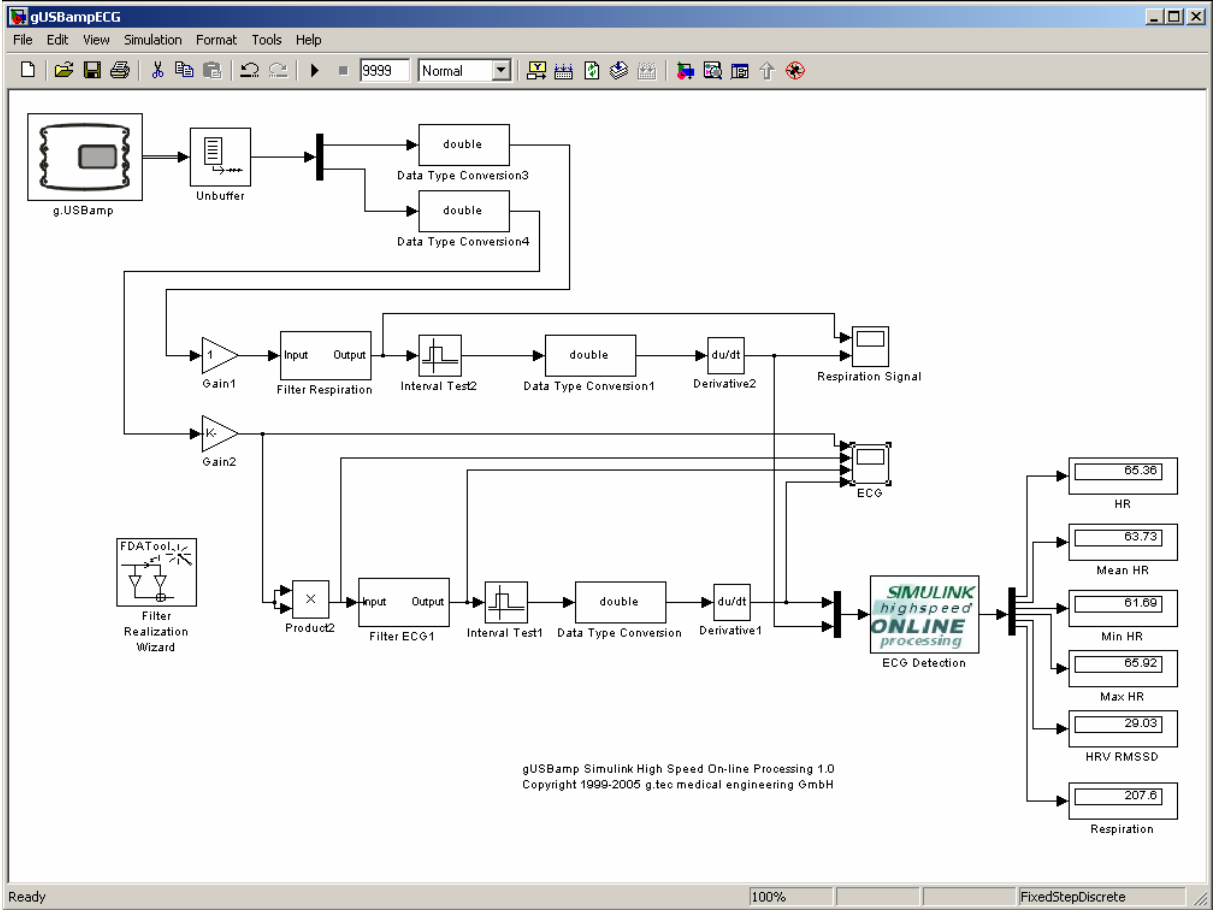 gUSBampECG
File Edit View Simulation Format Tools Help
9999 Normal
g.USBamp
Unbuffer
double
Data Type Conversion3
double
Data Type Conversion4
1
Gain1
Input Output
Filter Respiration
Interval Test2
double
Data Type Conversion1
du/dt
Derivative2
Respiration Signal
K-
Gain2
ECG
FDATool
Filter
Realization
Wizard
×
Product2
Input Output
Filter ECG1
Interval Test1
double
Data Type Conversion
du/dt
Derivative1
SIMULINK
highspeed
ONLINE
processing
ECG Detection
65.36
HR
63.73
Mean HR
61.69
Min HR
65.92
Max HR
29.03
HRV RMSSD
207.6
Respiration
gUSBamp Simulink High Speed On-line Processing 1.0
Copyright 1999-2005 g.tec medical engineering GmbH
Ready 100% FixedStepDiscrete